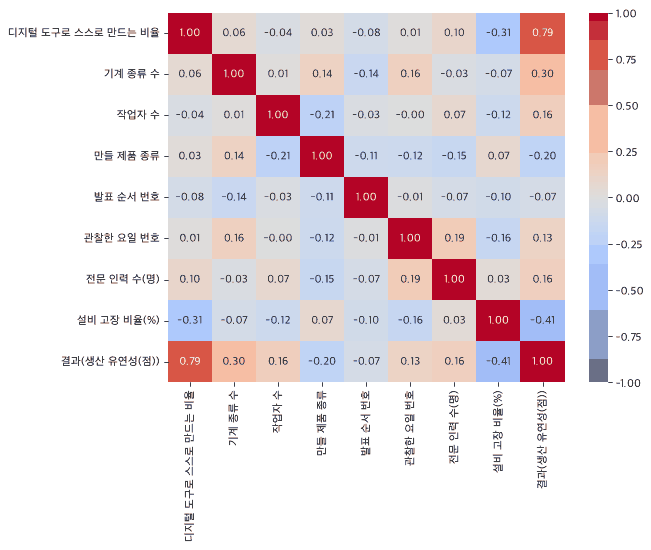 디지털 도구로 스스로 만드는 비율 1.00 0.06 -0.04 0.03 -0.08 0.01 0.10 -0.31 0.79
기계 종류 수 0.06 1.00 0.01 0.14 -0.14 0.16 -0.03 -0.07 0.30
작업자 수 -0.04 0.01 1.00 -0.21 -0.03 -0.00 0.07 -0.12 0.16
만들 제품 종류 0.03 0.14 -0.21 1.00 -0.11 -0.12 -0.15 0.07 -0.20
발표 순서 번호 -0.08 -0.14 -0.03 -0.11 1.00 -0.01 -0.07 -0.10 -0.07
관찰한 요일 번호 0.01 0.16 -0.00 -0.12 -0.01 1.00 0.19 -0.16 0.13
전문 인력 수(명) 0.10 -0.03 0.07 -0.15 -0.07 0.19 1.00 0.03 0.16
설비 고장 비율(%) -0.31 -0.07 -0.12 0.07 -0.10 -0.16 0.03 1.00 -0.41
결과(생산 유연성(점)) 0.79 0.30 0.16 -0.20 -0.07 0.13 0.16 -0.41 1.00
디지털 도구로 스스로 만드는 비율
기계 종류 수
작업자 수
만들 제품 종류
발표 순서 번호
관찰한 요일 번호
전문 인력 수(명)
설비 고장 비율(%)
결과(생산 유연성(점))
1.00
0.75
0.50
0.25
0.00
-0.25
-0.50
-0.75
-1.00